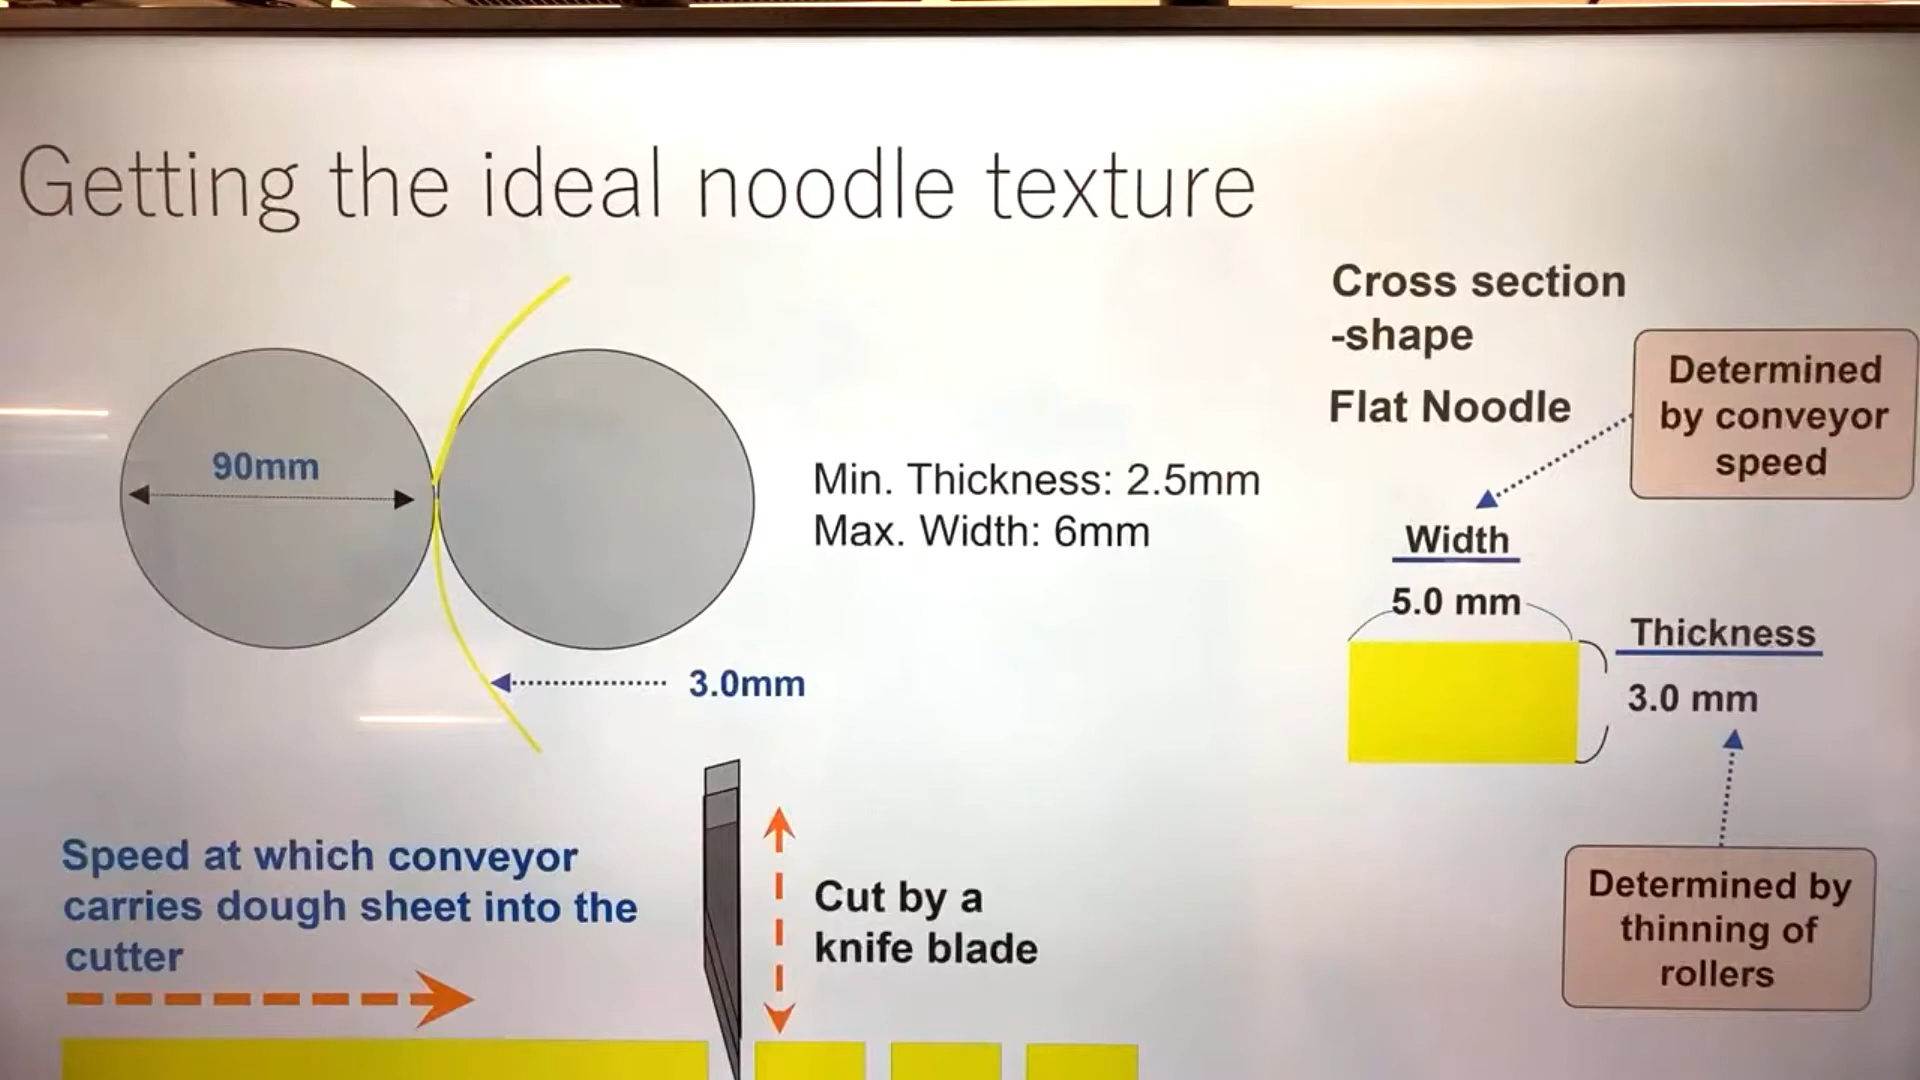 Getting the ideal noodle texture
90mm
Min. Thickness: 2.5mm
Max. Width: 6mm
3.0mm
Speed at which conveyor
carries dough sheet into the
cutter
Cut by a
knife blade
Cross section
-shape
Flat Noodle
Determined
by conveyor
speed
Width
5.0 mm
Thickness
3.0 mm
Determined by
thinning of
rollers